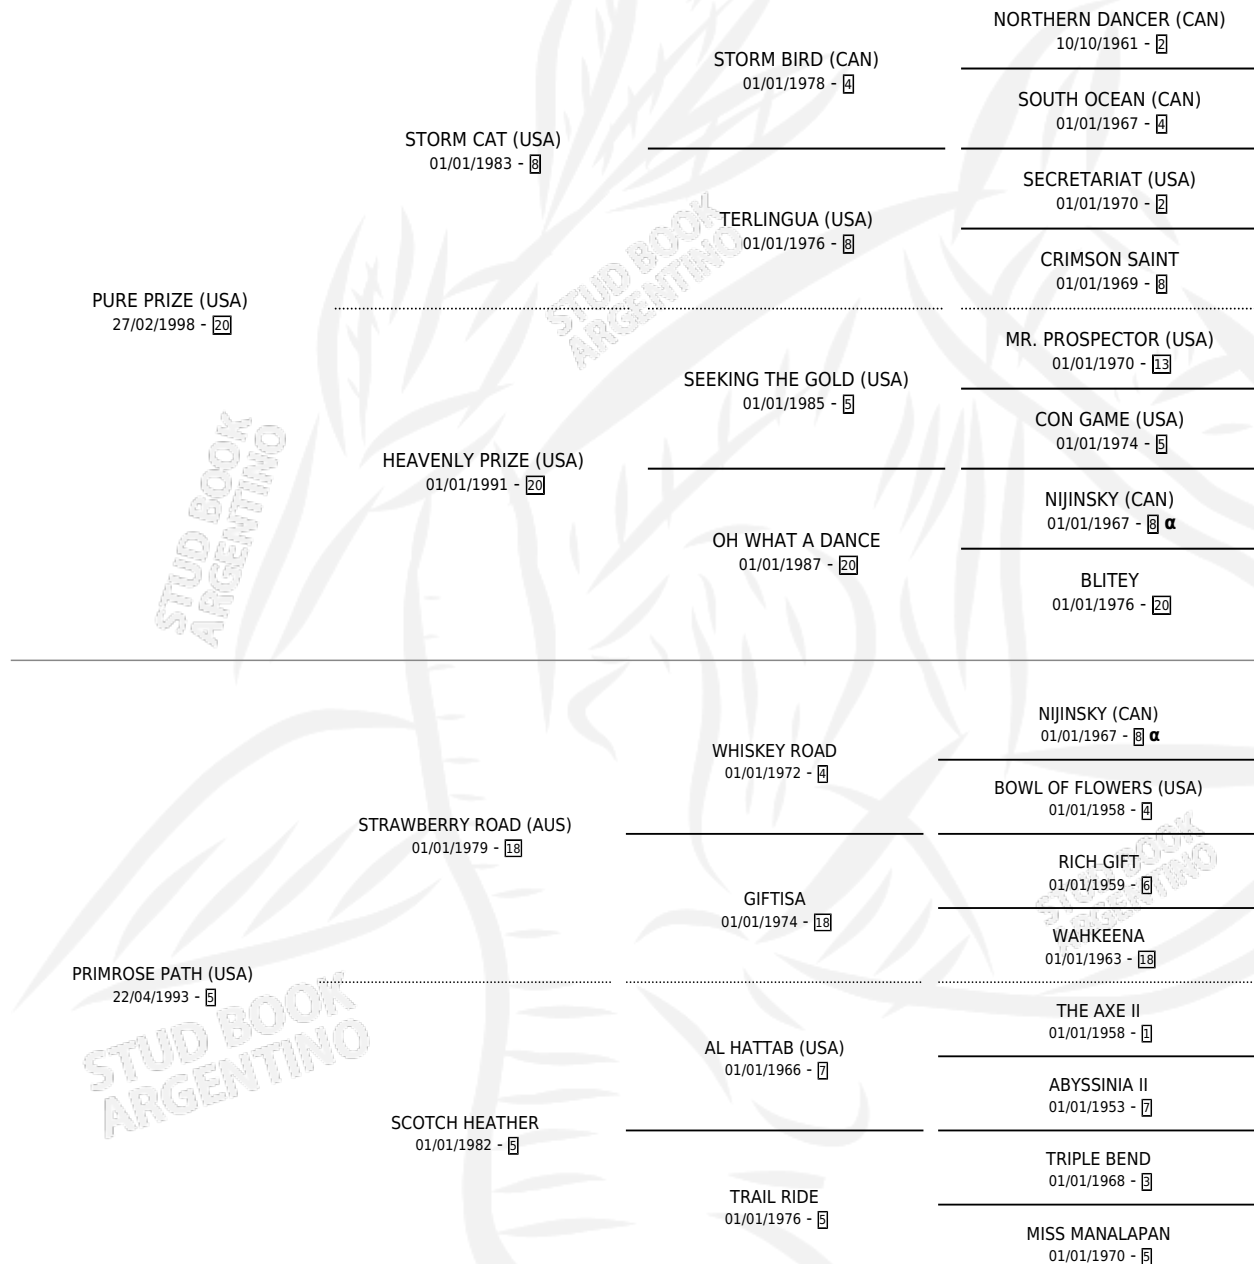 NORTHERN DANCER (CAN)
10/10/1961 - 2
STORM BIRD (CAN)
01/01/1978 - 4
SOUTH OCEAN (CAN)
01/01/1967 - 4
STORM CAT (USA)
01/01/1983 - 8
SECRETARIAT (USA)
01/01/1970 - 2
TERLINGUA (USA)
01/01/1976 - 8
CRIMSON SAINT
01/01/1969 - 8
PURE PRIZE (USA)
27/02/1998 - 20
MR. PROSPECTOR (USA)
01/01/1970 - 13
SEEKING THE GOLD (USA)
01/01/1985 - 5
CON GAME (USA)
01/01/1974 - 5
HEAVENLY PRIZE (USA)
01/01/1991 - 20
NIJINSKY (CAN)
01/01/1967 - 8 α
OH WHAT A DANCE
01/01/1987 - 20
BLITEY
01/01/1976 - 20
NIJINSKY (CAN)
01/01/1967 - 8 α
WHISKEY ROAD
01/01/1972 - 4
BOWL OF FLOWERS (USA)
01/01/1958 - 4
STRAWBERRY ROAD (AUS)
01/01/1979 - 18
RICH GIFT
01/01/1959 - 6
GIFTISA
01/01/1974 - 18
WAHKEENA
01/01/1963 - 18
PRIMROSE PATH (USA)
22/04/1993 - 5
THE AXE II
01/01/1958 - 1
AL HATTAB (USA)
01/01/1966 - 7
ABYSSINIA II
01/01/1953 - 7
SCOTCH HEATHER
01/01/1982 - 5
TRIPLE BEND
01/01/1968 - 3
TRAIL RIDE
01/01/1976 - 5
MISS MANALAPAN
01/01/1970 - 5
STUD BOOK
ARGENTINO
STUD BOOK
ARGENTINO
STUD BOOK
ARGENTINO
STUD BOOK
ARGENTINO